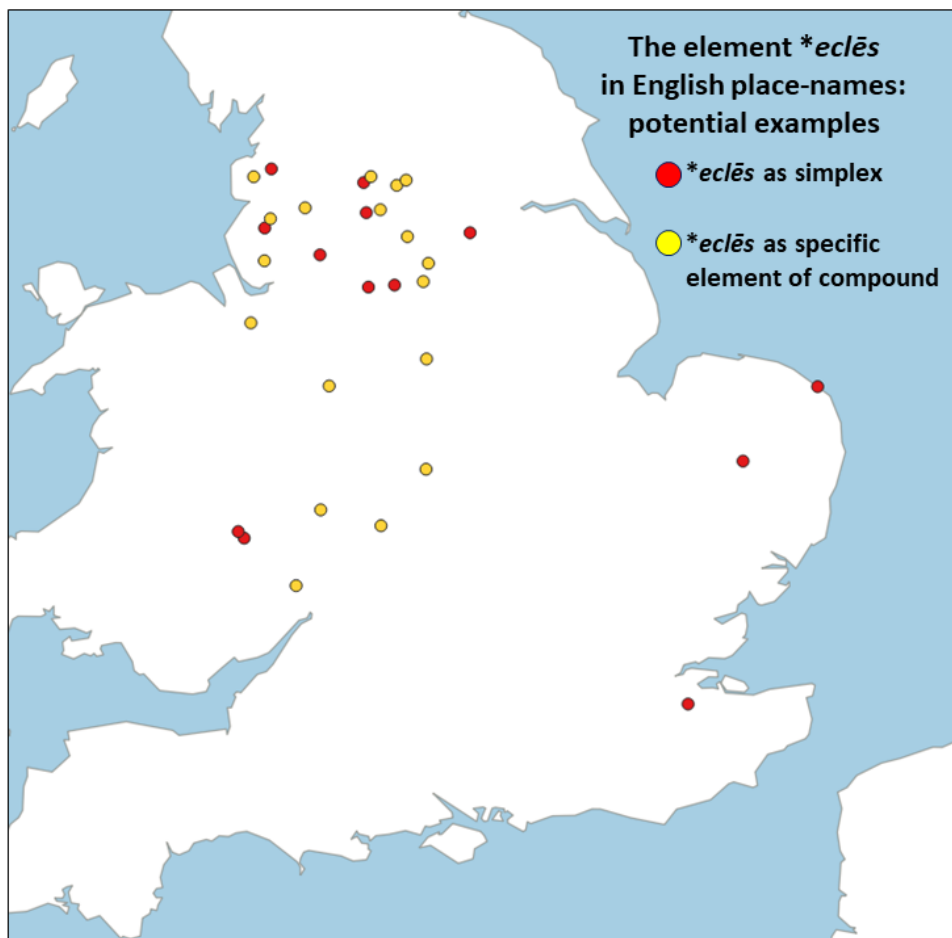 The element *eclēs
in English place-names:
potential examples
*eclēs as simplex
*eclēs as specific
element of compound